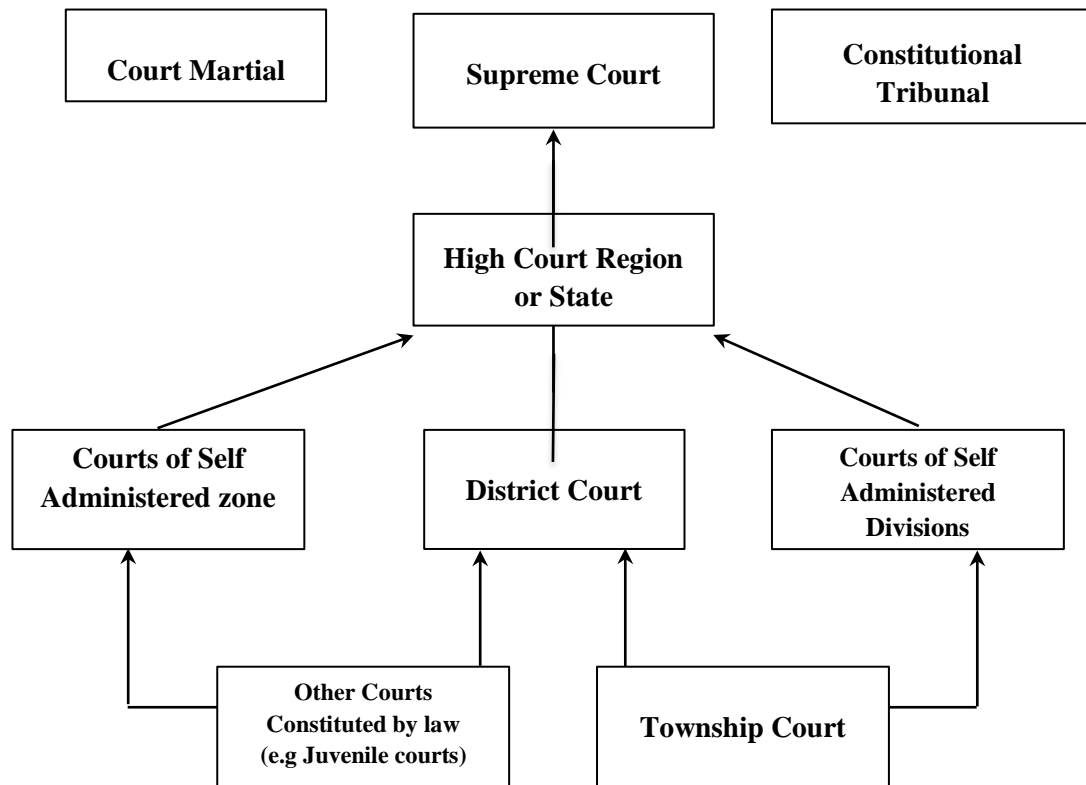 Court Martial
Supreme Court
Constitutional
Tribunal
High Court Region
or State
Courts of Self
Administered zone
District Court
Courts of Self
Administered
Divisions
Other Courts
Constituted by law
(e.g Juvenile courts)
Township Court